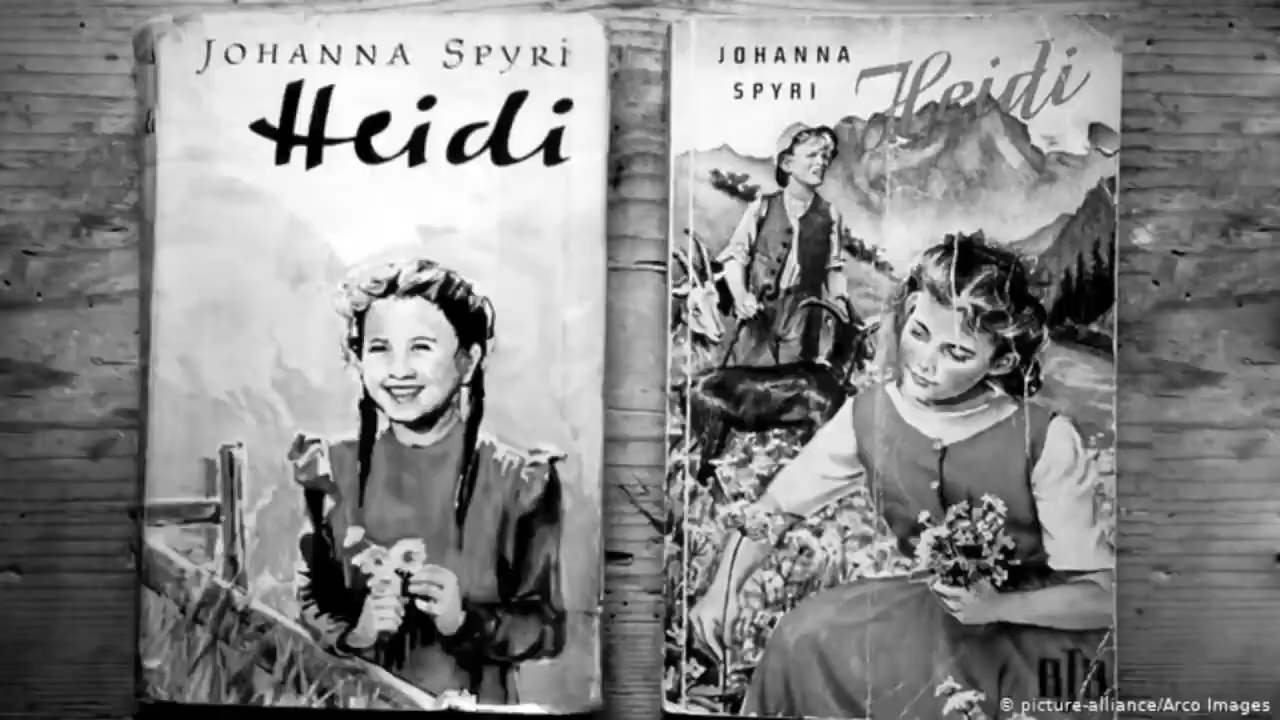 JOHANNA SPYRI
Heidi
JOHANNA
SPYRI
Heidi
© picture-alliance/Arco Images